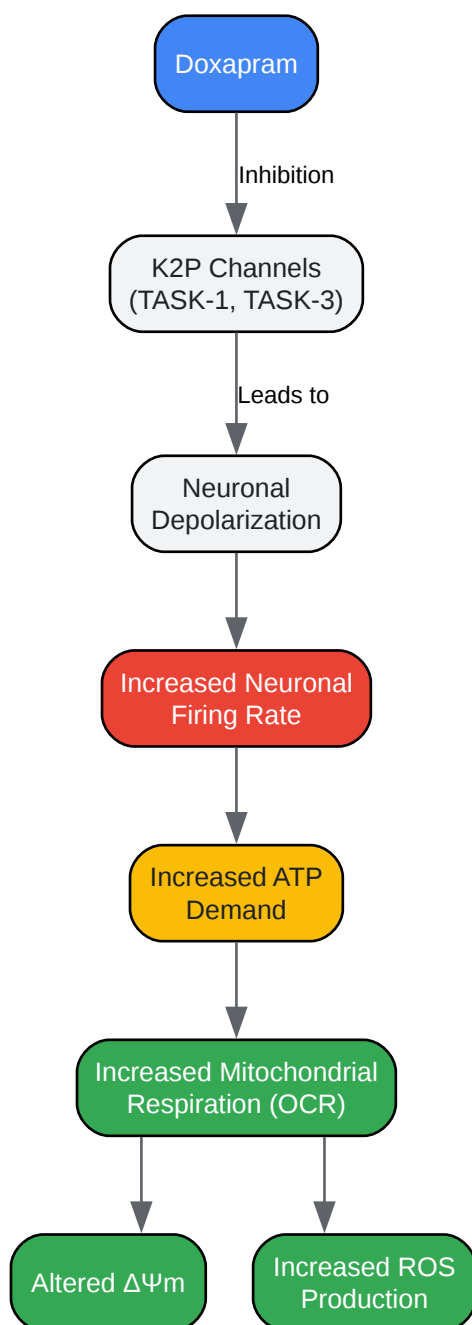 Doxapram
Inhibition
K2P Channels
(TASK-1, TASK-3)
Leads to
Neuronal
Depolarization
Increased Neuronal
Firing Rate
Increased ATP
Demand
Increased Mitochondrial
Respiration (OCR)
Altered ΔΨm
Increased ROS
Production